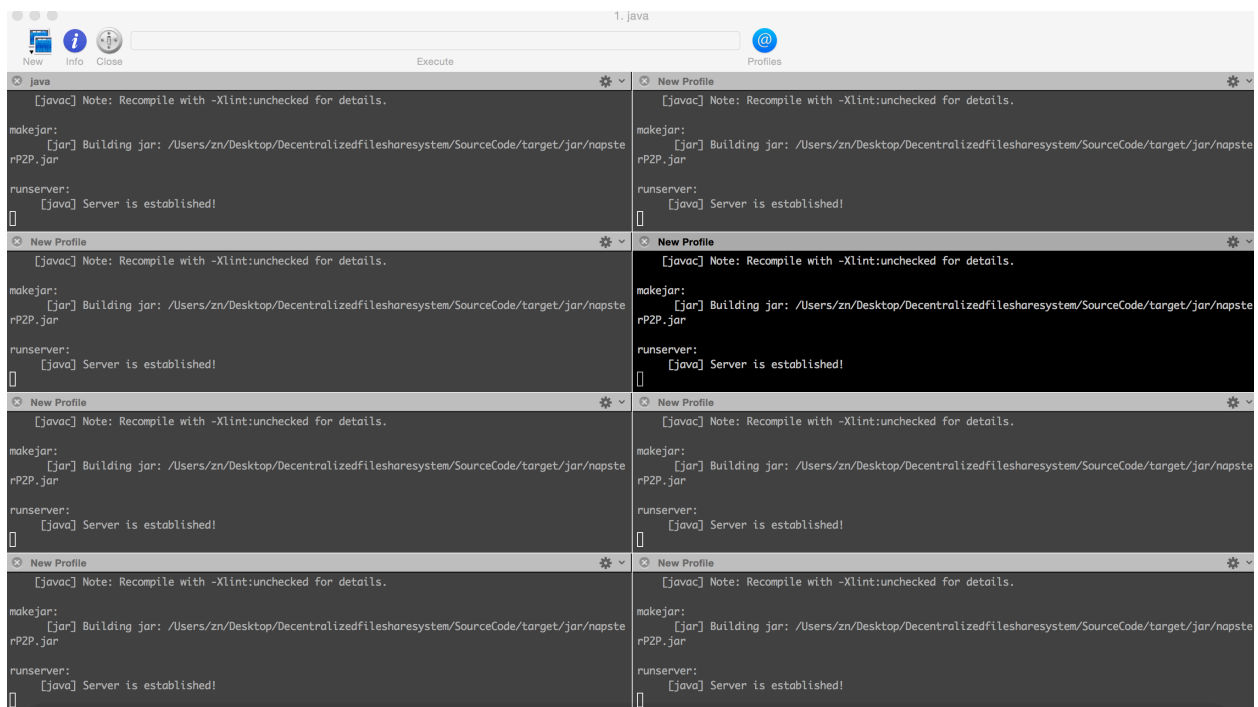 1. java
New Info Close Execute Profiles
java
[javac] Note: Recompile with -Xlint:unchecked for details.
makejar:
[jar] Building jar: /Users/zn/Desktop/Decentralizedfilesharesystem/SourceCode/target/jar/napste
rP2P.jar
runserver:
[java] Server is established!
New Profile
[javac] Note: Recompile with -Xlint:unchecked for details.
makejar:
[jar] Building jar: /Users/zn/Desktop/Decentralizedfilesharesystem/SourceCode/target/jar/napste
rP2P.jar
runserver:
[java] Server is established!
New Profile
[javac] Note: Recompile with -Xlint:unchecked for details.
makejar:
[jar] Building jar: /Users/zn/Desktop/Decentralizedfilesharesystem/SourceCode/target/jar/napste
rP2P.jar
runserver:
[java] Server is established!
New Profile
[javac] Note: Recompile with -Xlint:unchecked for details.
makejar:
[jar] Building jar: /Users/zn/Desktop/Decentralizedfilesharesystem/SourceCode/target/jar/napste
rP2P.jar
runserver:
[java] Server is established!
New Profile
[javac] Note: Recompile with -Xlint:unchecked for details.
makejar:
[jar] Building jar: /Users/zn/Desktop/Decentralizedfilesharesystem/SourceCode/target/jar/napste
rP2P.jar
runserver:
[java] Server is established!
New Profile
[javac] Note: Recompile with -Xlint:unchecked for details.
makejar:
[jar] Building jar: /Users/zn/Desktop/Decentralizedfilesharesystem/SourceCode/target/jar/napste
rP2P.jar
runserver:
[java] Server is established!
New Profile
[javac] Note: Recompile with -Xlint:unchecked for details.
makejar:
[jar] Building jar: /Users/zn/Desktop/Decentralizedfilesharesystem/SourceCode/target/jar/napste
rP2P.jar
runserver:
[java] Server is established!
New Profile
[javac] Note: Recompile with -Xlint:unchecked for details.
makejar:
[jar] Building jar: /Users/zn/Desktop/Decentralizedfilesharesystem/SourceCode/target/jar/napste
rP2P.jar
runserver:
[java] Server is established!